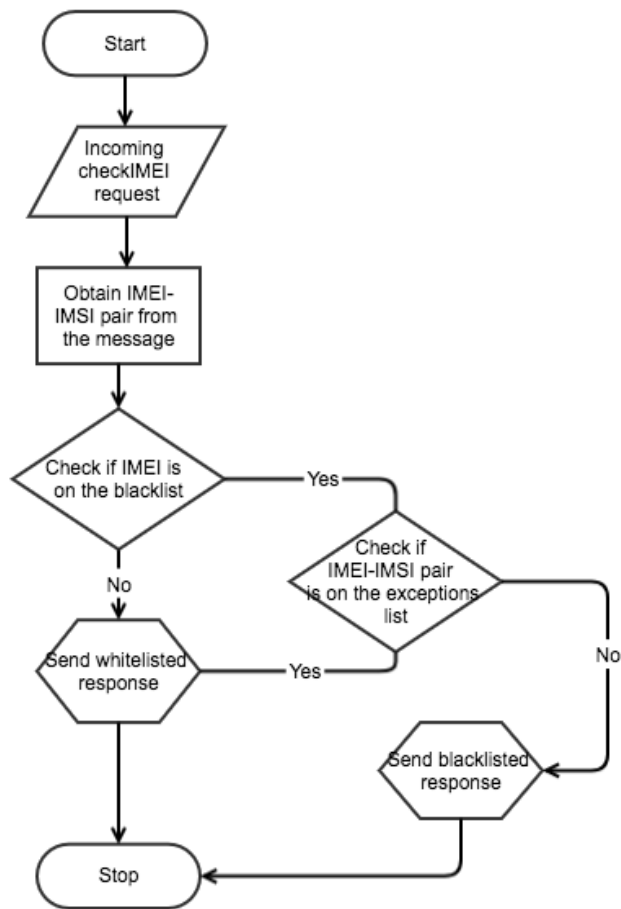 Start
Incoming
checkIMEI
request
Obtain IMEI-
IMSI pair from
the message
Check if IMEI is
on the blacklist
Yes
Check if
IMEI-IMSI pair
is on the exceptions
list
No
Send whitelisted
response
Yes
No
Send blacklisted
response
Stop